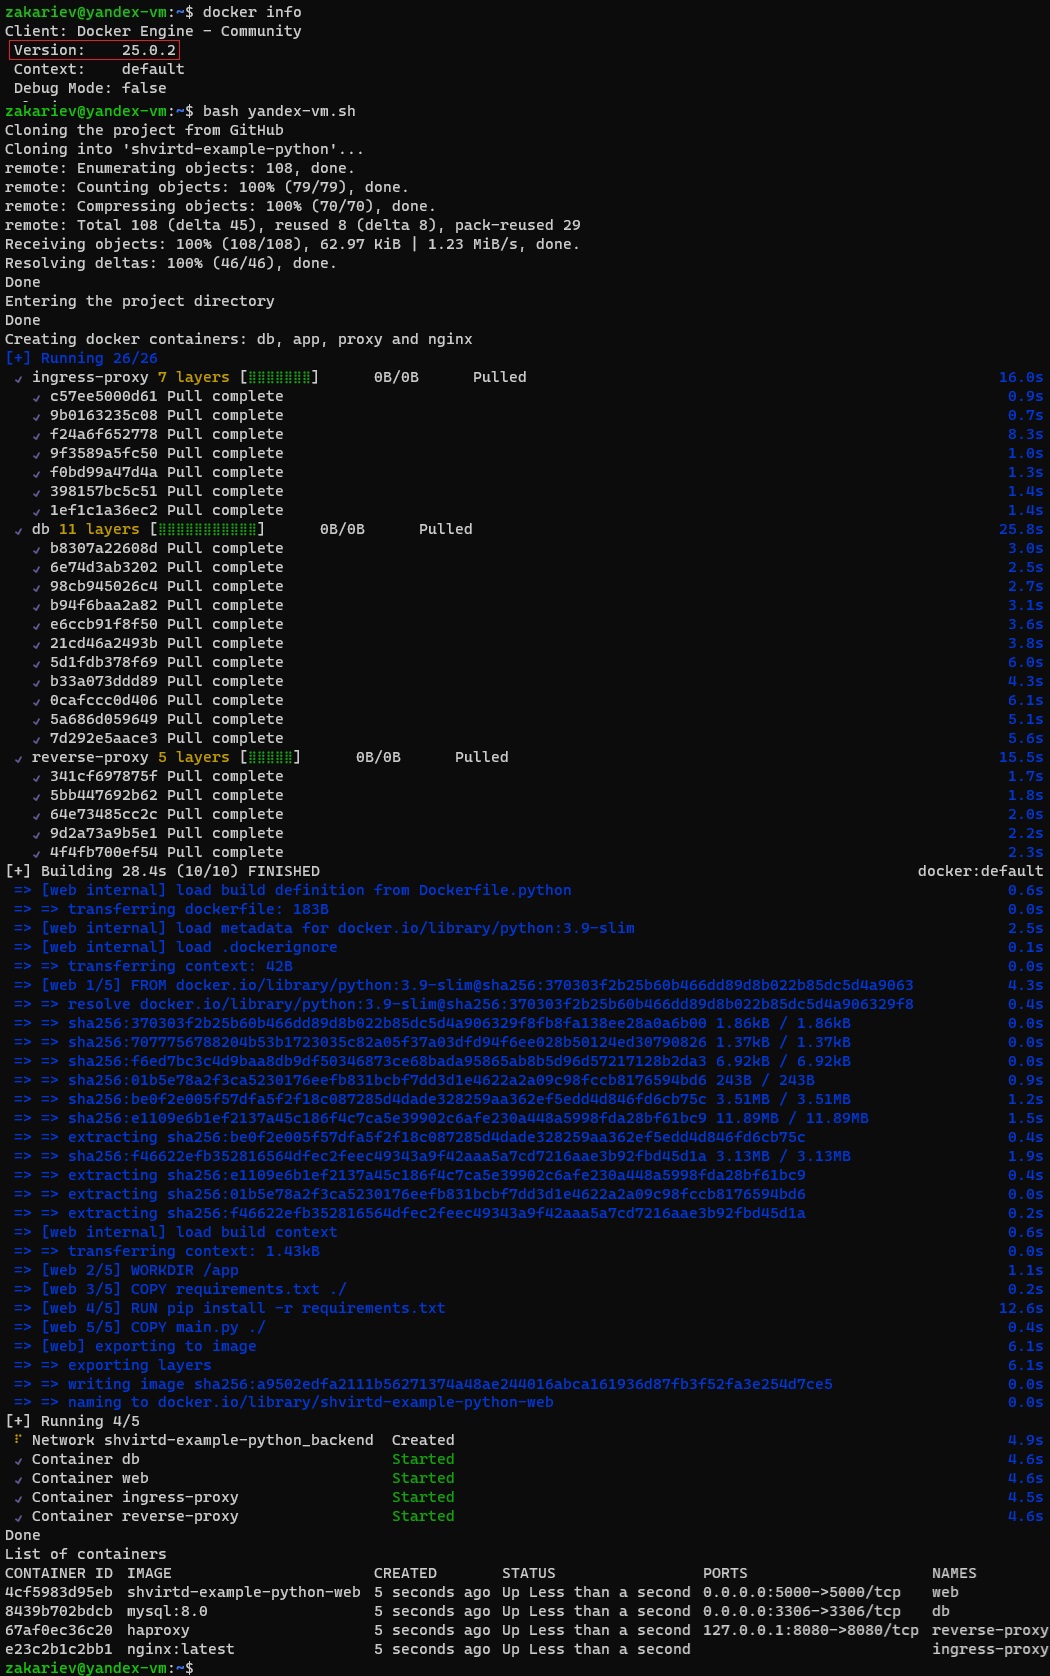 zakariev@yandex-vm:~$ docker info
Client: Docker Engine - Community
 Version:    25.0.2
 Context:    default
 Debug Mode: false
zakariev@yandex-vm:~$ bash yandex-vm.sh
Cloning the project from GitHub
Cloning into 'shvirtd-example-python'...
remote: Enumerating objects: 108, done.
remote: Counting objects: 100% (79/79), done.
remote: Compressing objects: 100% (70/70), done.
remote: Total 108 (delta 45), reused 8 (delta 8), pack-reused 29
Receiving objects: 100% (108/108), 62.97 KiB | 1.23 MiB/s, done.
Resolving deltas: 100% (46/46), done.
Done
Entering the project directory
Done
Creating docker containers: db, app, proxy and nginx
[+] Running 26/26
 ✓ ingress-proxy 7 layers [⣿⣿⣿⣿⣿⣿⣿]      0B/0B      Pulled 16.0s
   ✓ c57ee5000d61 Pull complete 0.9s
   ✓ 9b0163235c08 Pull complete 0.7s
   ✓ f24a6f652778 Pull complete 8.3s
   ✓ 9f3589a5fc50 Pull complete 1.0s
   ✓ f0bd99a47d4a Pull complete 1.3s
   ✓ 398157bc5c51 Pull complete 1.4s
   ✓ 1ef1c1a36ec2 Pull complete 1.4s
 ✓ db 11 layers [⣿⣿⣿⣿⣿⣿⣿⣿⣿⣿⣿]      0B/0B      Pulled 25.8s
   ✓ b8307a22608d Pull complete 3.0s
   ✓ 6e74d3ab3202 Pull complete 2.5s
   ✓ 98cb945026c4 Pull complete 2.7s
   ✓ b94f6baa2a82 Pull complete 3.1s
   ✓ e6ccb91f8f50 Pull complete 3.6s
   ✓ 21cd46a2493b Pull complete 3.8s
   ✓ 5d1fdb378f69 Pull complete 6.0s
   ✓ b33a073ddd89 Pull complete 4.3s
   ✓ 0cafccc0d406 Pull complete 6.1s
   ✓ 5a686d059649 Pull complete 5.1s
   ✓ 7d292e5aace3 Pull complete 5.6s
 ✓ reverse-proxy 5 layers [⣿⣿⣿⣿⣿]      0B/0B      Pulled 15.5s
   ✓ 341cf697875f Pull complete 1.7s
   ✓ 5bb447692b62 Pull complete 1.8s
   ✓ 64e73485cc2c Pull complete 2.0s
   ✓ 9d2a73a9b5e1 Pull complete 2.2s
   ✓ 4f4fb700ef54 Pull complete 2.3s
[+] Building 28.4s (10/10) FINISHED docker:default
 => [web internal] load build definition from Dockerfile.python 0.6s
 => => transferring dockerfile: 183B 0.0s
 => [web internal] load metadata for docker.io/library/python:3.9-slim 2.5s
 => [web internal] load .dockerignore 0.1s
 => => transferring context: 42B 0.0s
 => [web 1/5] FROM docker.io/library/python:3.9-slim@sha256:370303f2b25b60b466dd89d8b022b85dc5d4a9063 4.3s
 => => resolve docker.io/library/python:3.9-slim@sha256:370303f2b25b60b466dd89d8b022b85dc5d4a906329f8 0.4s
 => => sha256:370303f2b25b60b466dd89d8b022b85dc5d4a906329f8fb8fa138ee28a0a6b00 1.86kB / 1.86kB 0.0s
 => => sha256:7077756788204b53b1723035c82a05f37a03dfd94f6ee028b50124ed30790826 1.37kB / 1.37kB 0.0s
 => => sha256:f6ed7bc3c4d9baa8db9df50346873ce68bada95865ab8b5d96d57217128b2da3 6.92kB / 6.92kB 0.0s
 => => sha256:01b5e78a2f3ca5230176eefb831bcbf7dd3d1e4622a2a09c98fccb8176594bd6 243B / 243B 0.9s
 => => sha256:be0f2e005f57dfa5f2f18c087285d4dade328259aa362ef5edd4d846fd6cb75c 3.51MB / 3.51MB 1.2s
 => => sha256:e1109e6b1ef2137a45c186f4c7ca5e39902c6afe230a448a5998fda28bf61bc9 11.89MB / 11.89MB 1.5s
 => => extracting sha256:be0f2e005f57dfa5f2f18c087285d4dade328259aa362ef5edd4d846fd6cb75c 0.4s
 => => sha256:f46622efb352816564dfec2feec49343a9f42aaa5a7cd7216aae3b92fbd45d1a 3.13MB / 3.13MB 1.9s
 => => extracting sha256:e1109e6b1ef2137a45c186f4c7ca5e39902c6afe230a448a5998fda28bf61bc9 0.4s
 => => extracting sha256:01b5e78a2f3ca5230176eefb831bcbf7dd3d1e4622a2a09c98fccb8176594bd6 0.0s
 => => extracting sha256:f46622efb352816564dfec2feec49343a9f42aaa5a7cd7216aae3b92fbd45d1a 0.2s
 => [web internal] load build context 0.6s
 => => transferring context: 1.43kB 0.0s
 => [web 2/5] WORKDIR /app 1.1s
 => [web 3/5] COPY requirements.txt ./ 0.2s
 => [web 4/5] RUN pip install -r requirements.txt 12.6s
 => [web 5/5] COPY main.py ./ 0.4s
 => [web] exporting to image 6.1s
 => => exporting layers 6.1s
 => => writing image sha256:a9502edfa2111b56271374a48ae244016abca161936d87fb3f52fa3e254d7ce5 0.0s
 => => naming to docker.io/library/shvirtd-example-python-web 0.0s
[+] Running 4/5
 ⠏ Network shvirtd-example-python_backend  Created 4.9s
 ✓ Container db                            Started 4.6s
 ✓ Container web                           Started 4.6s
 ✓ Container ingress-proxy                 Started 4.5s
 ✓ Container reverse-proxy                 Started 4.6s
Done
List of containers
CONTAINER ID  IMAGE                       CREATED        STATUS                 PORTS                     NAMES
4cf5983d95eb  shvirtd-example-python-web  5 seconds ago  Up Less than a second  0.0.0.0:5000->5000/tcp    web
8439b702bdcb  mysql:8.0                   5 seconds ago  Up Less than a second  0.0.0.0:3306->3306/tcp    db
67af0ec36c20  haproxy                     5 seconds ago  Up Less than a second  127.0.0.1:8080->8080/tcp  reverse-proxy
e23c2b1c2bb1  nginx:latest                5 seconds ago  Up Less than a second                            ingress-proxy
zakariev@yandex-vm:~$